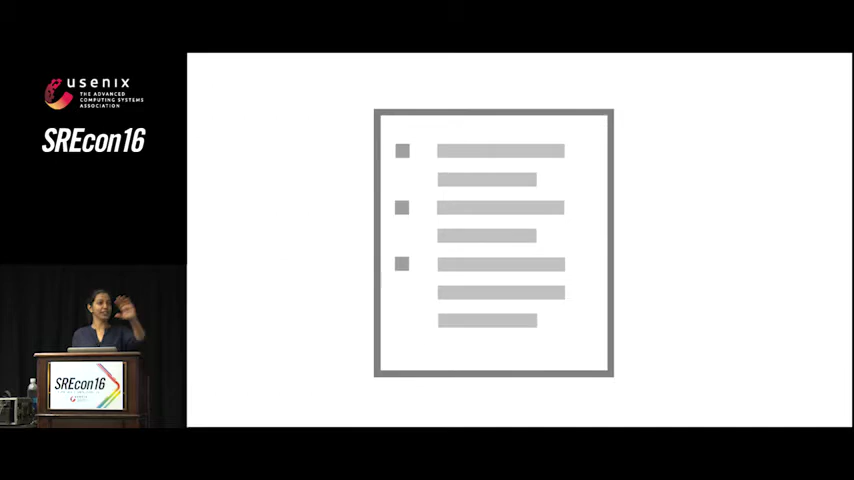 usenix
THE ADVANCED
COMPUTING SYSTEMS
ASSOCIATION
SREcon16
SREcon16